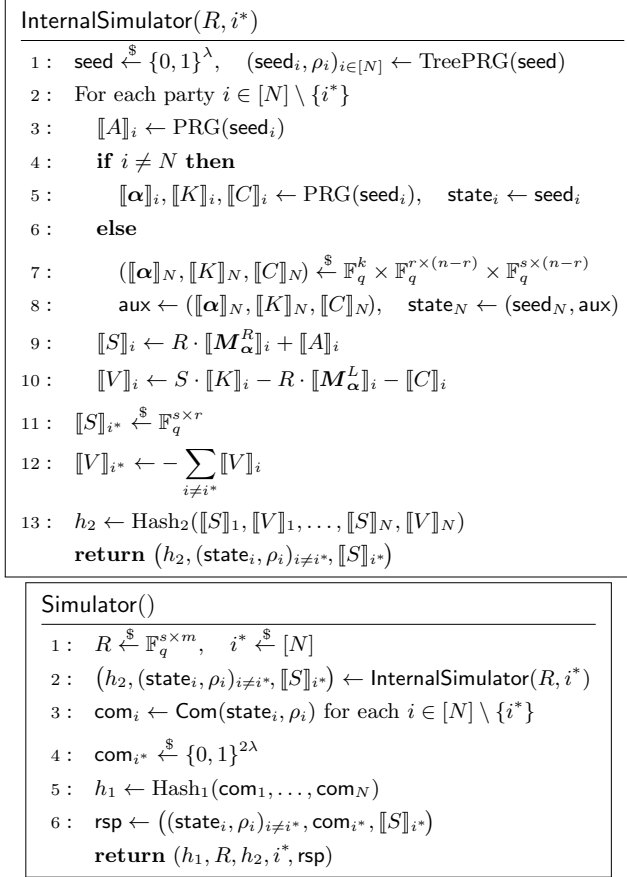 InternalSimulator(R, i*)
1 : seed ←$ {0, 1}^λ, (seed_i, ρ_i)_{i∈[N]} ← TreePRG(seed)
2 : For each party i ∈ [N] \ {i*}
3 : ⟦A⟧_i ← PRG(seed_i)
4 : if i ≠ N then
5 : ⟦α⟧_i, ⟦K⟧_i, ⟦C⟧_i ← PRG(seed_i), state_i ← seed_i
6 : else
7 : (⟦α⟧_N, ⟦K⟧_N, ⟦C⟧_N) ←$ F_q^k × F_q^{r×(n−r)} × F_q^{s×(n−r)}
8 : aux ← (⟦α⟧_N, ⟦K⟧_N, ⟦C⟧_N), state_N ← (seed_N, aux)
9 : ⟦S⟧_i ← R · ⟦M_α^R⟧_i + ⟦A⟧_i
10 : ⟦V⟧_i ← S · ⟦K⟧_i − R · ⟦M_α^L⟧_i − ⟦C⟧_i
11 : ⟦S⟧_{i*} ←$ F_q^{s×r}
12 : ⟦V⟧_{i*} ← − ∑_{i≠i*} ⟦V⟧_i
13 : h_2 ← Hash_2(⟦S⟧_1, ⟦V⟧_1, . . . , ⟦S⟧_N, ⟦V⟧_N)
return (h_2, (state_i, ρ_i)_{i≠i*}, ⟦S⟧_{i*})
Simulator()
1 : R ←$ F_q^{s×m}, i* ←$ [N]
2 : (h_2, (state_i, ρ_i)_{i≠i*}, ⟦S⟧_{i*}) ← InternalSimulator(R, i*)
3 : com_i ← Com(state_i, ρ_i) for each i ∈ [N] \ {i*}
4 : com_{i*} ←$ {0, 1}^{2λ}
5 : h_1 ← Hash_1(com_1, . . . , com_N)
6 : rsp ← ((state_i, ρ_i)_{i≠i*}, com_{i*}, ⟦S⟧_{i*})
return (h_1, R, h_2, i*, rsp)